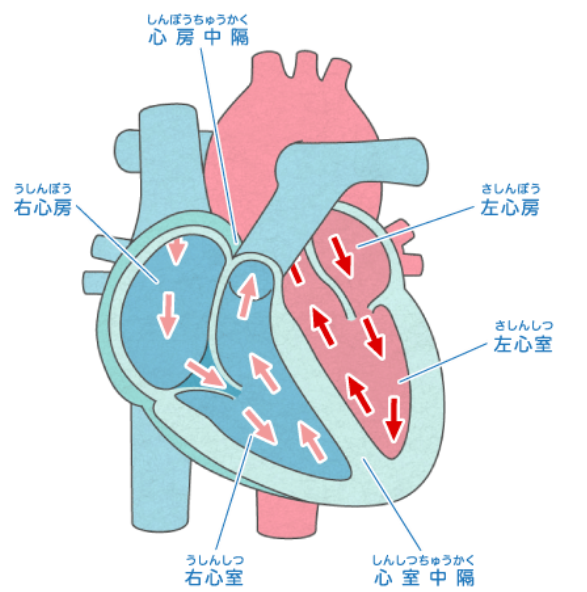 しんぼうちゅうかく
心房中隔
うしんぼう
右心房
さしんぼう
左心房
さしんしつ
左心室
うしんしつ
右心室
しんしつちゅうかく
心室中隔